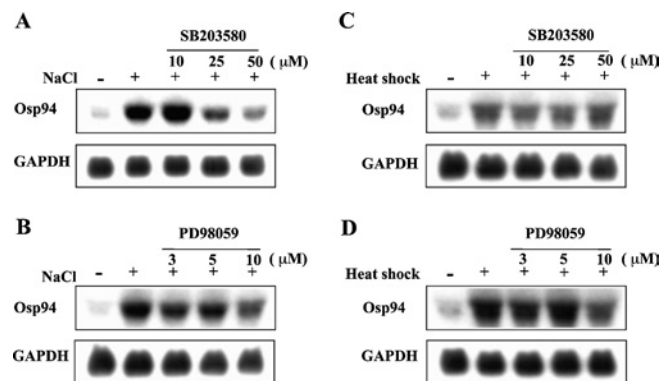 A
SB203580
10 25 50 ( μM)
NaCl - + + + +
Osp94
GAPDH
B
PD98059
3 5 10 ( μM)
NaCl - + + + +
Osp94
GAPDH
C
SB203580
10 25 50 ( μM)
Heat shock - + + + +
Osp94
GAPDH
D
PD98059
3 5 10 ( μM)
Heat shock - + + + +
Osp94
GAPDH